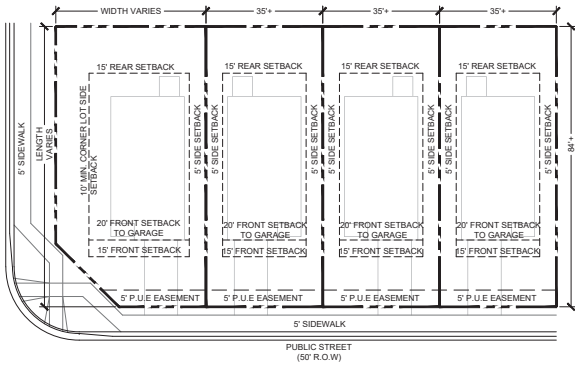 WIDTH VARIES 35'+ 35'+ 35'+
15' REAR SETBACK 15' REAR SETBACK 15' REAR SETBACK 15' REAR SETBACK
5' SIDEWALK
LENGTH
VARIES
10' MIN. CORNER LOT SIDE
SETBACK
5' SIDE SETBACK
5' SIDE SETBACK
5' SIDE SETBACK
5' SIDE SETBACK
5' SIDE SETBACK
5' SIDE SETBACK
5' SIDE SETBACK
84'+
20' FRONT SETBACK 20' FRONT SETBACK 20' FRONT SETBACK 20' FRONT SETBACK
TO GARAGE TO GARAGE TO GARAGE TO GARAGE
15' FRONT SETBACK 15' FRONT SETBACK 15' FRONT SETBACK 15' FRONT SETBACK
5' P.U.E EASEMENT 5' P.U.E EASEMENT 5' P.U.E EASEMENT 5' P.U.E EASEMENT
5' SIDEWALK
PUBLIC STREET
(50' R.O.W)